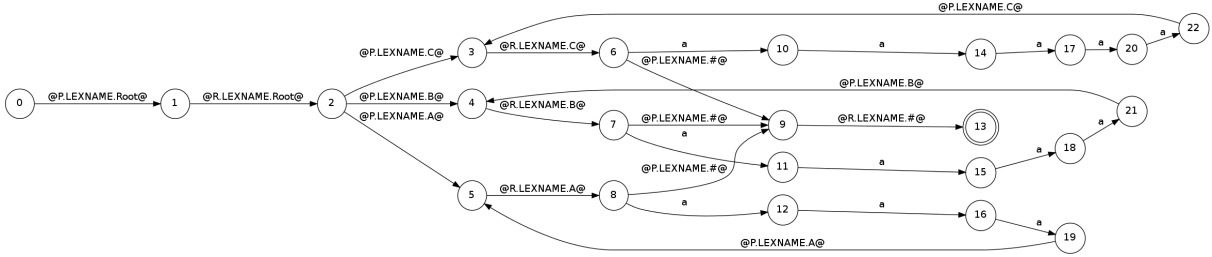 @P.LEXNAME.C@
22
@P.LEXNAME.C@
3
@R.LEXNAME.C@
6
a
10
a
14
a
17
a
20
a
@P.LEXNAME.#@
@P.LEXNAME.B@
0
@P.LEXNAME.Root@
1
@R.LEXNAME.Root@
2
@P.LEXNAME.B@
4
@R.LEXNAME.B@
7
@P.LEXNAME.#@
9
@R.LEXNAME.#@
13
21
@P.LEXNAME.A@
a
11
a
15
a
18
a
@P.LEXNAME.#@
5
@R.LEXNAME.A@
8
a
12
a
16
a
19
@P.LEXNAME.A@